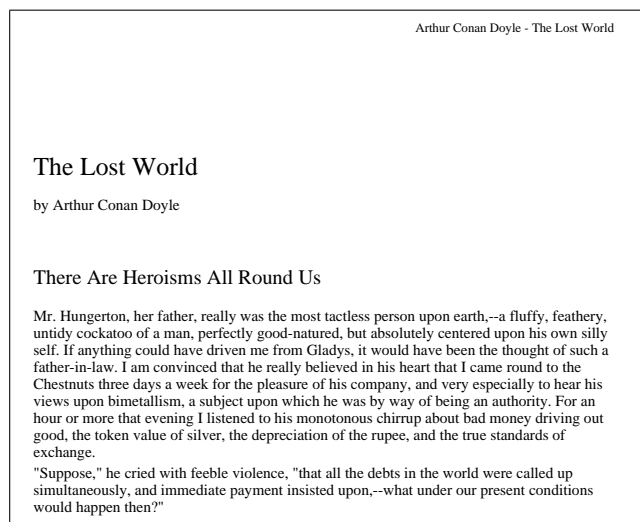 Arthur Conan Doyle - The Lost World
The Lost World
by Arthur Conan Doyle
There Are Heroisms All Round Us
Mr. Hungerton, her father, really was the most tactless person upon earth,--a fluffy, feathery,
untidy cockatoo of a man, perfectly good-natured, but absolutely centered upon his own silly
self. If anything could have driven me from Gladys, it would have been the thought of such a
father-in-law. I am convinced that he really believed in his heart that I came round to the
Chestnuts three days a week for the pleasure of his company, and very especially to hear his
views upon bimetallism, a subject upon which he was by way of being an authority. For an
hour or more that evening I listened to his monotonous chirrup about bad money driving out
good, the token value of silver, the depreciation of the rupee, and the true standards of
exchange.
"Suppose," he cried with feeble violence, "that all the debts in the world were called up
simultaneously, and immediate payment insisted upon,--what under our present conditions
would happen then?"